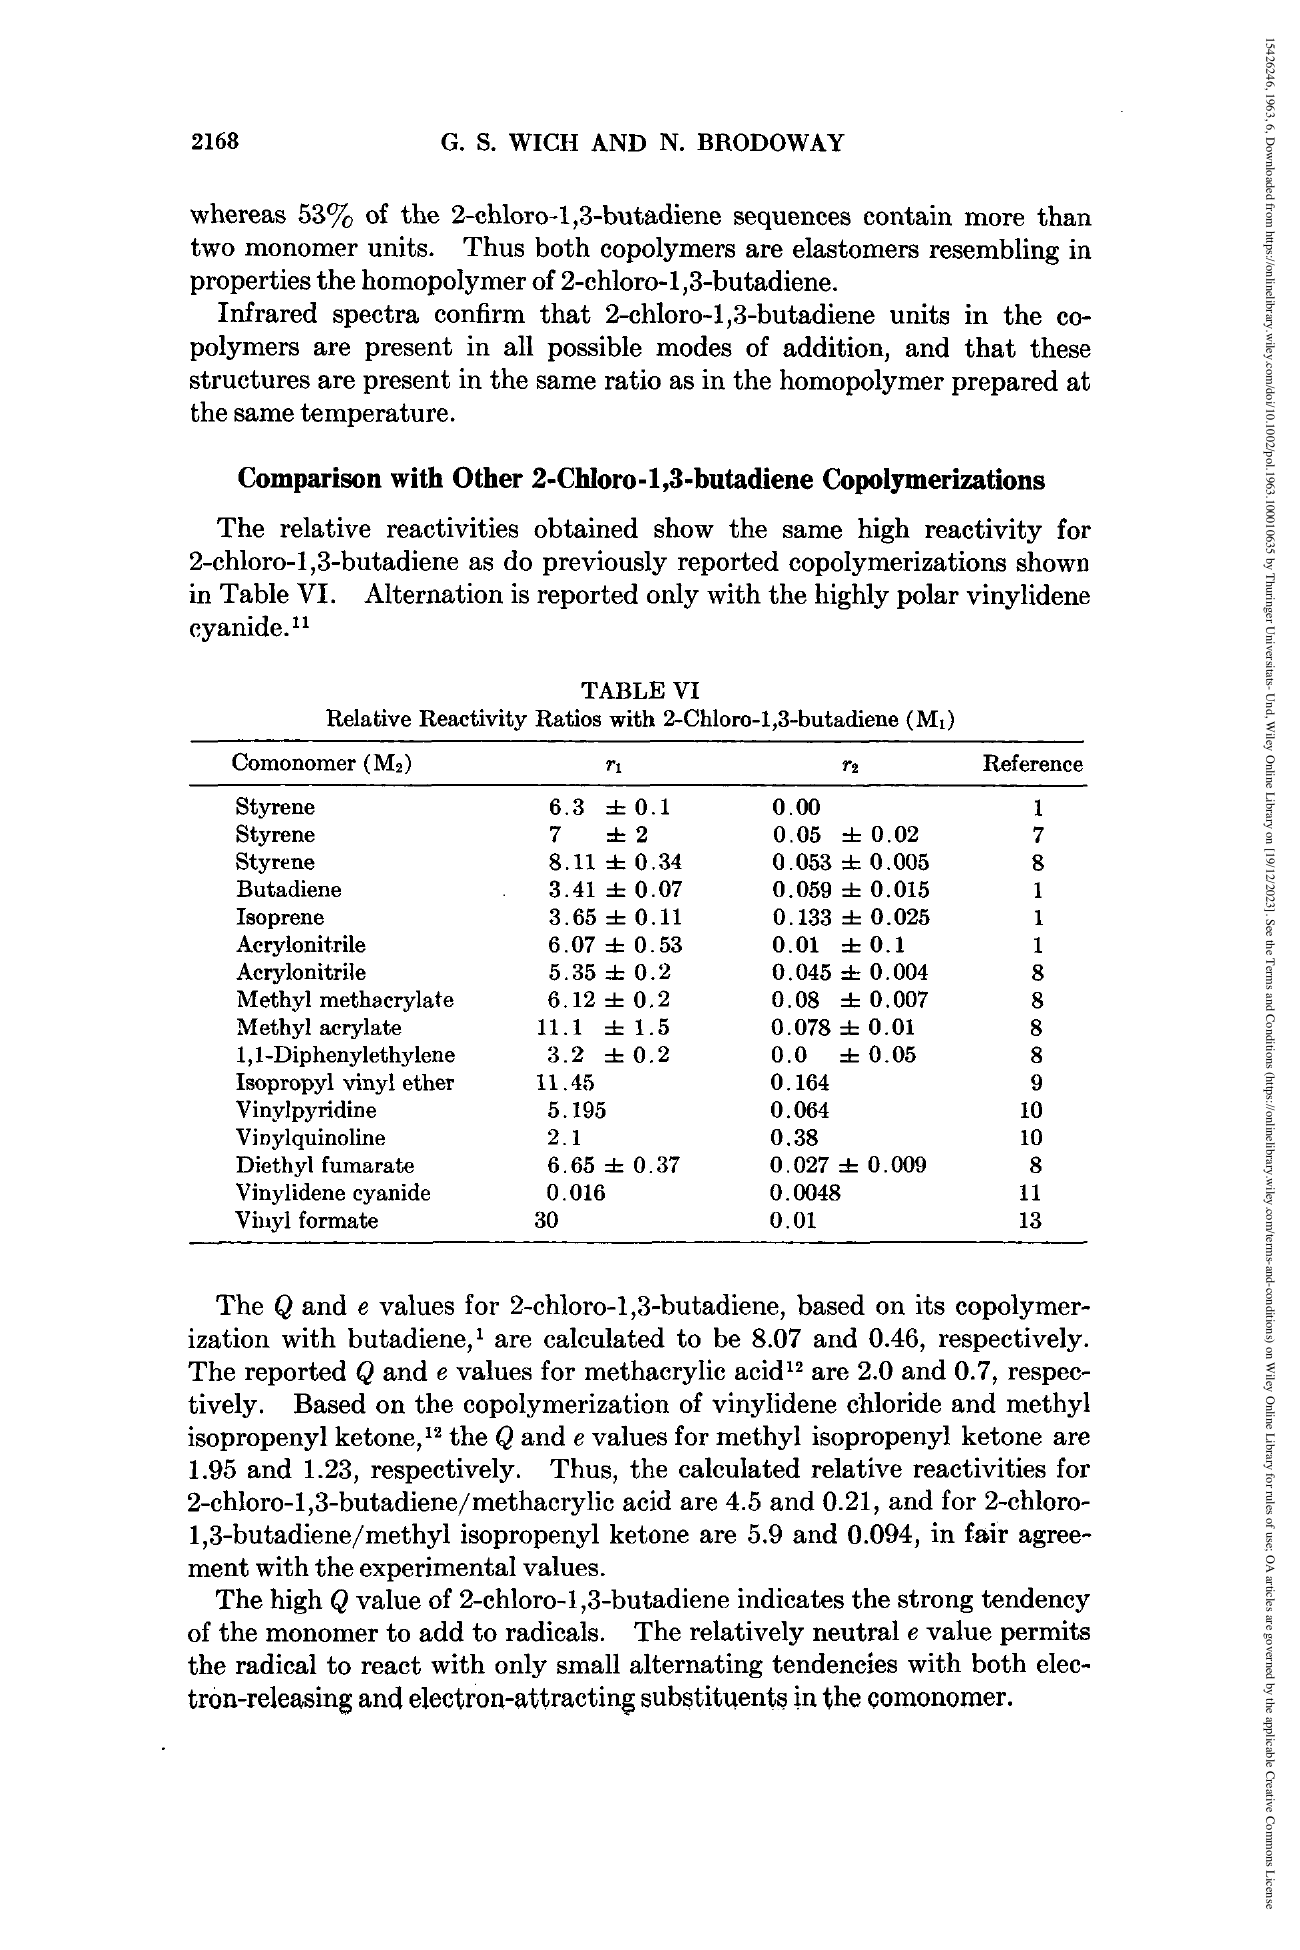 2168 G. S. WICH AND N. BRODOWAY
whereas 53% of the 2-chloro-1,3-butadiene sequences contain more than
two monomer units. Thus both copolymers are elastomers resembling in
properties the homopolymer of 2-chloro-1,3-butadiene.
Infrared spectra confirm that 2-chloro-1,3-butadiene units in the co-
polymers are present in all possible modes of addition, and that these
structures are present in the same ratio as in the homopolymer prepared at
the same temperature.
Comparison with Other 2-Chloro-1,3-butadiene Copolymerizations
The relative reactivities obtained show the same high reactivity for
2-chloro-1,3-butadiene as do previously reported copolymerizations shown
in Table VI. Alternation is reported only with the highly polar vinylidene
cyanide.¹¹
TABLE VI
Relative Reactivity Ratios with 2-Chloro-1,3-butadiene (M₁)
Comonomer (M₂) r₁ r₂ Reference
Styrene 6.3 ± 0.1 0.00 1
Styrene 7 ± 2 0.05 ± 0.02 7
Styrene 8.11 ± 0.34 0.053 ± 0.005 8
Butadiene 3.41 ± 0.07 0.059 ± 0.015 1
Isoprene 3.65 ± 0.11 0.133 ± 0.025 1
Acrylonitrile 6.07 ± 0.53 0.01 ± 0.1 1
Acrylonitrile 5.35 ± 0.2 0.045 ± 0.004 8
Methyl methacrylate 6.12 ± 0.2 0.08 ± 0.007 8
Methyl acrylate 11.1 ± 1.5 0.078 ± 0.01 8
1,1-Diphenylethylene 3.2 ± 0.2 0.0 ± 0.05 8
Isopropyl vinyl ether 11.45 0.164 9
Vinylpyridine 5.195 0.064 10
Vinylquinoline 2.1 0.38 10
Diethyl fumarate 6.65 ± 0.37 0.027 ± 0.009 8
Vinylidene cyanide 0.016 0.0048 11
Vinyl formate 30 0.01 13
The Q and e values for 2-chloro-1,3-butadiene, based on its copolymer-
ization with butadiene,¹ are calculated to be 8.07 and 0.46, respectively.
The reported Q and e values for methacrylic acid¹² are 2.0 and 0.7, respec-
tively. Based on the copolymerization of vinylidene chloride and methyl
isopropenyl ketone,¹² the Q and e values for methyl isopropenyl ketone are
1.95 and 1.23, respectively. Thus, the calculated relative reactivities for
2-chloro-1,3-butadiene/methacrylic acid are 4.5 and 0.21, and for 2-chloro-
1,3-butadiene/methyl isopropenyl ketone are 5.9 and 0.094, in fair agree-
ment with the experimental values.
The high Q value of 2-chloro-1,3-butadiene indicates the strong tendency
of the monomer to add to radicals. The relatively neutral e value permits
the radical to react with only small alternating tendencies with both elec-
tron-releasing and electron-attracting substituents in the comonomer.
15426246, 1963, 6, Downloaded from https://onlinelibrary.wiley.com/doi/10.1002/pol.1963.100010635 by Thuringer Universitats- Und, Wiley Online Library on [19/12/2023]. See the Terms and Conditions (https://onlinelibrary.wiley.com/terms-and-conditions) on Wiley Online Library for rules of use; OA articles are governed by the applicable Creative Commons License